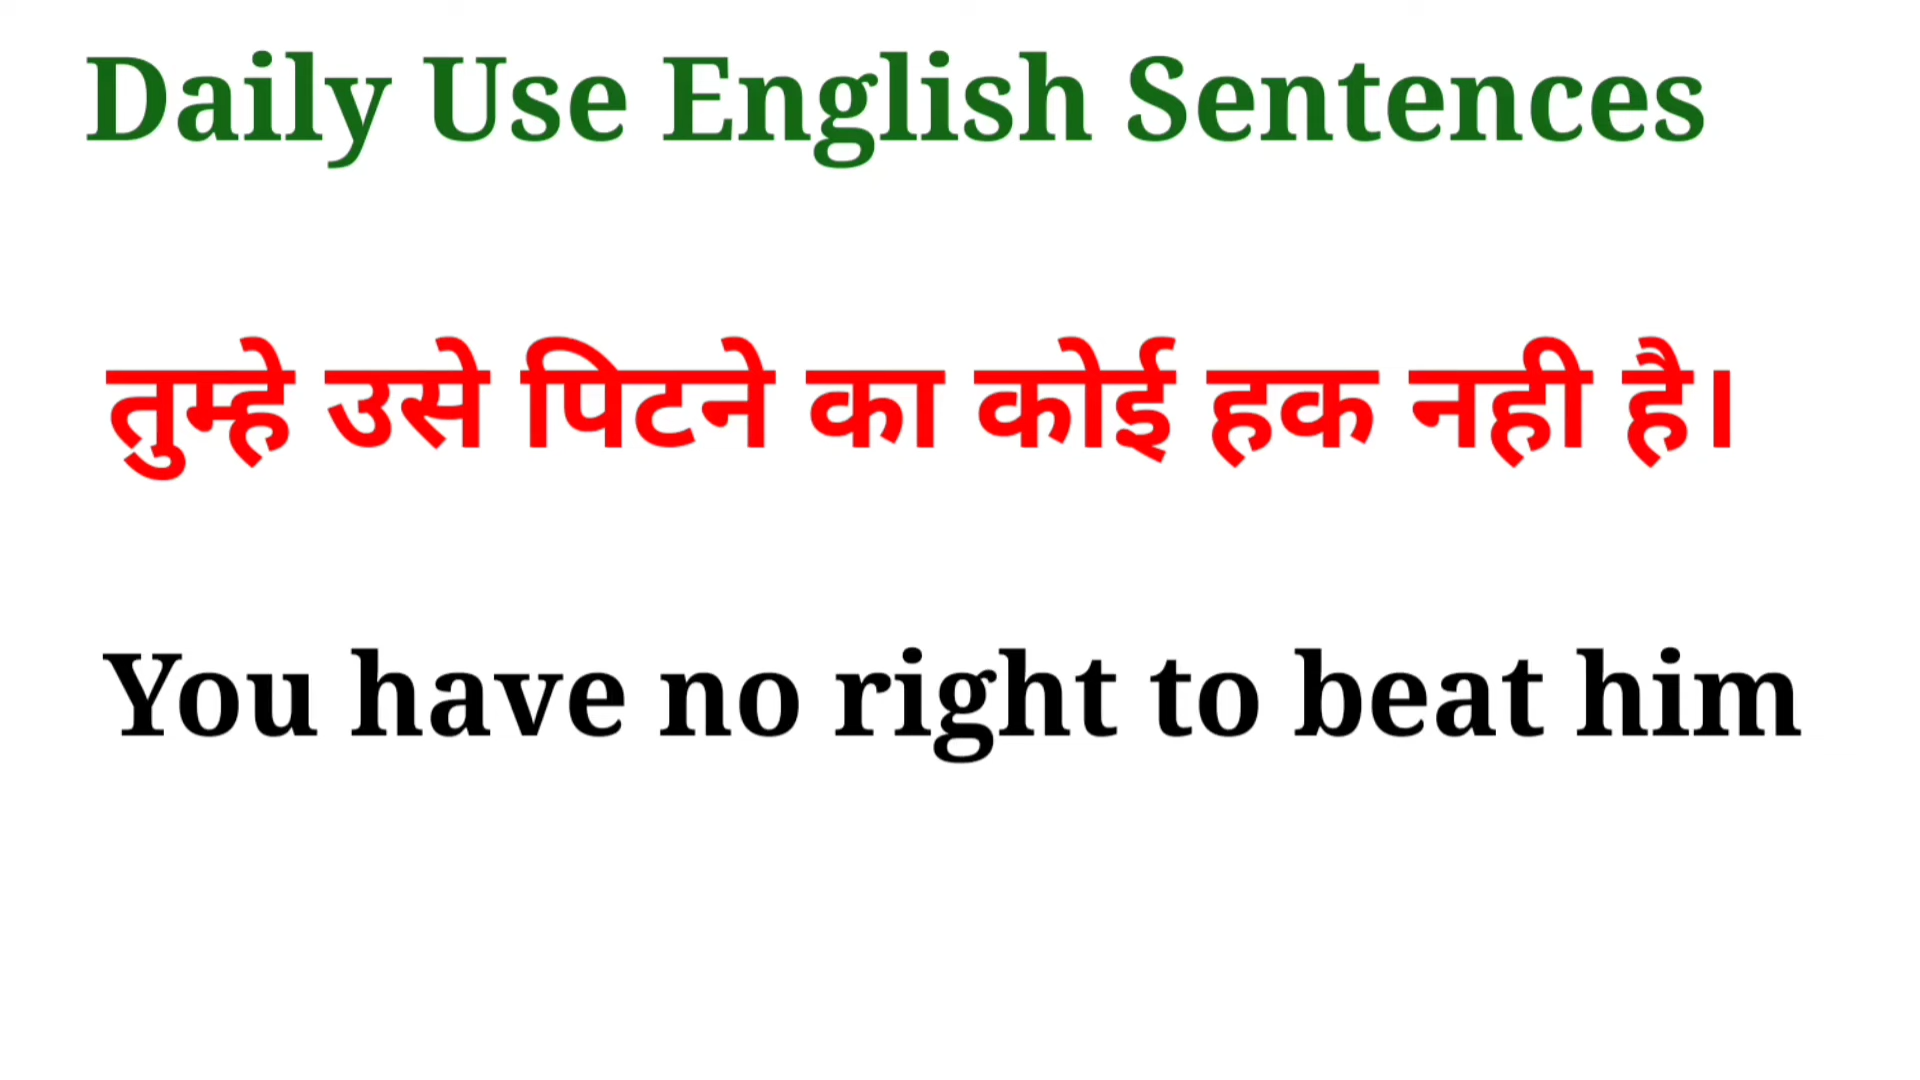 Daily Use English Sentences
तुम्हे उसे पिटने का कोई हक नही है।
You have no right to beat him